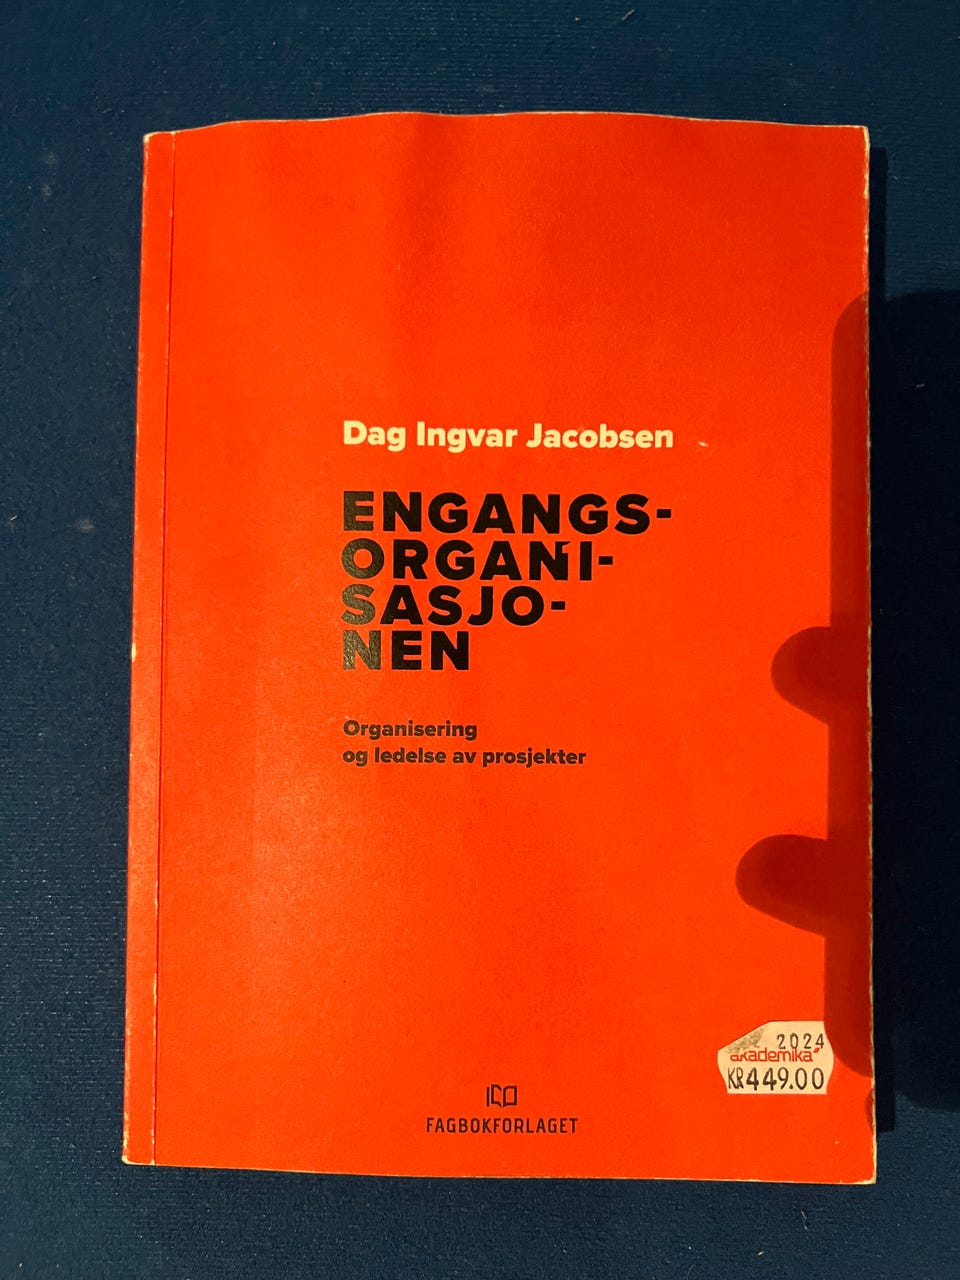 Dag Ingvar Jacobsen
ENGANGS-
ORGANI-
SASJO-
NEN
Organisering
og ledelse av prosjekter
2024
akademika
KR449.00
FAGBOKFORLAGET